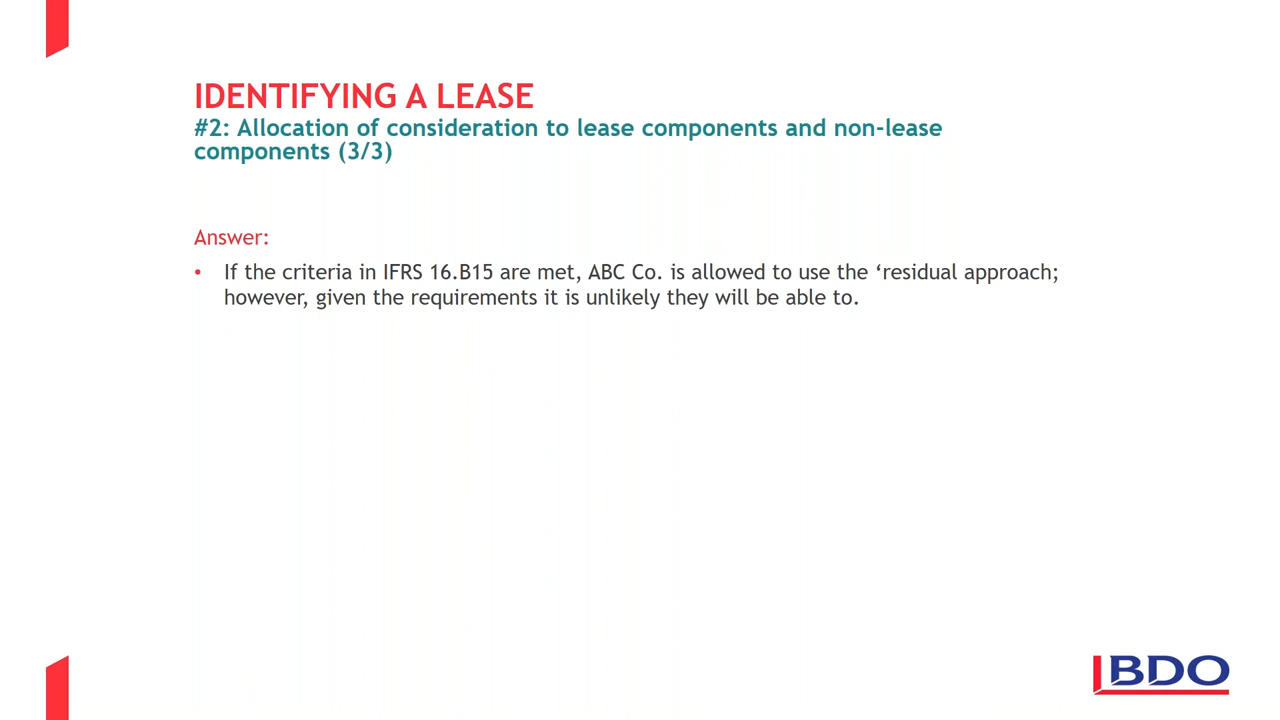 IDENTIFYING A LEASE
#2: Allocation of consideration to lease components and non-lease
components (3/3)
Answer:
• If the criteria in IFRS 16.B15 are met, ABC Co. is allowed to use the ‘residual approach;
however, given the requirements it is unlikely they will be able to.
BDO